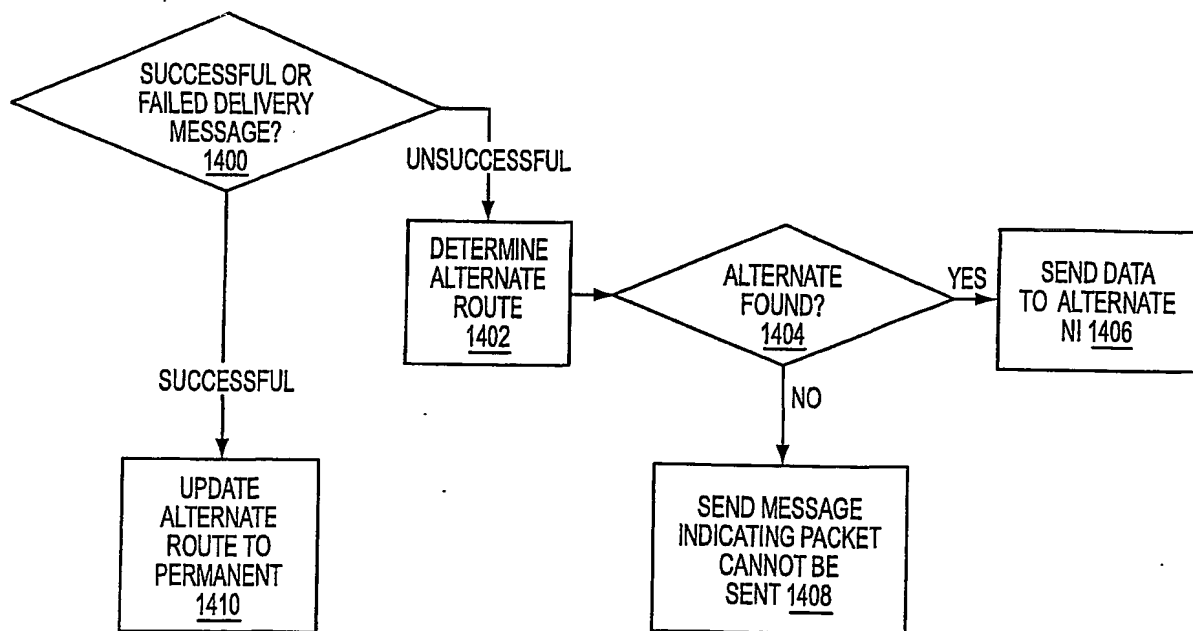 SUCCESSFUL OR
FAILED DELIVERY
MESSAGE?
1400
UNSUCCESSFUL
DETERMINE
ALTERNATE
ROUTE
1402
ALTERNATE
FOUND?
1404
YES
SEND DATA
TO ALTERNATE
NI 1406
SUCCESSFUL
NO
UPDATE
ALTERNATE
ROUTE TO
PERMANENT
1410
SEND MESSAGE
INDICATING PACKET
CANNOT BE
SENT 1408